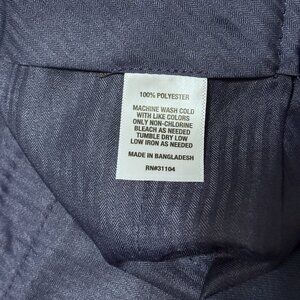 100% POLYESTER
MACHINE WASH COLD
WITH LIKE COLORS
ONLY NON-CHLORINE
BLEACH AS NEEDED
TUMBLE DRY LOW
LOW IRON AS NEEDED
MADE IN BANGLADESH
RN#31104